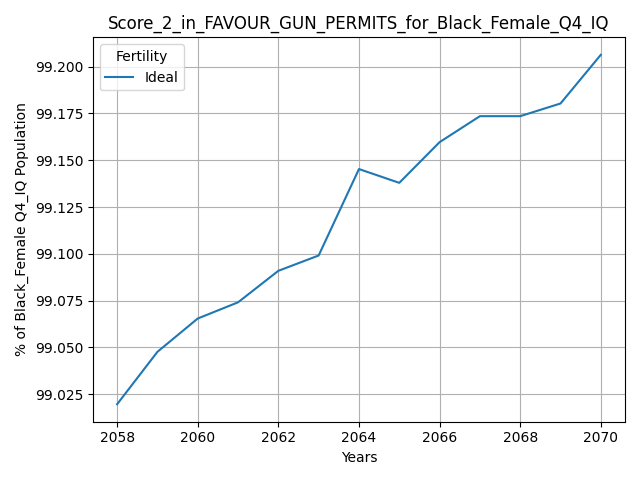 Score_2_in_FAVOUR_GUN_PERMITS_for_Black_Female_Q4_IQ
Fertility
Ideal
% of Black_Female Q4_IQ Population
99.200
99.175
99.150
99.125
99.100
99.075
99.050
99.025
2058 2060 2062 2064 2066 2068 2070
Years